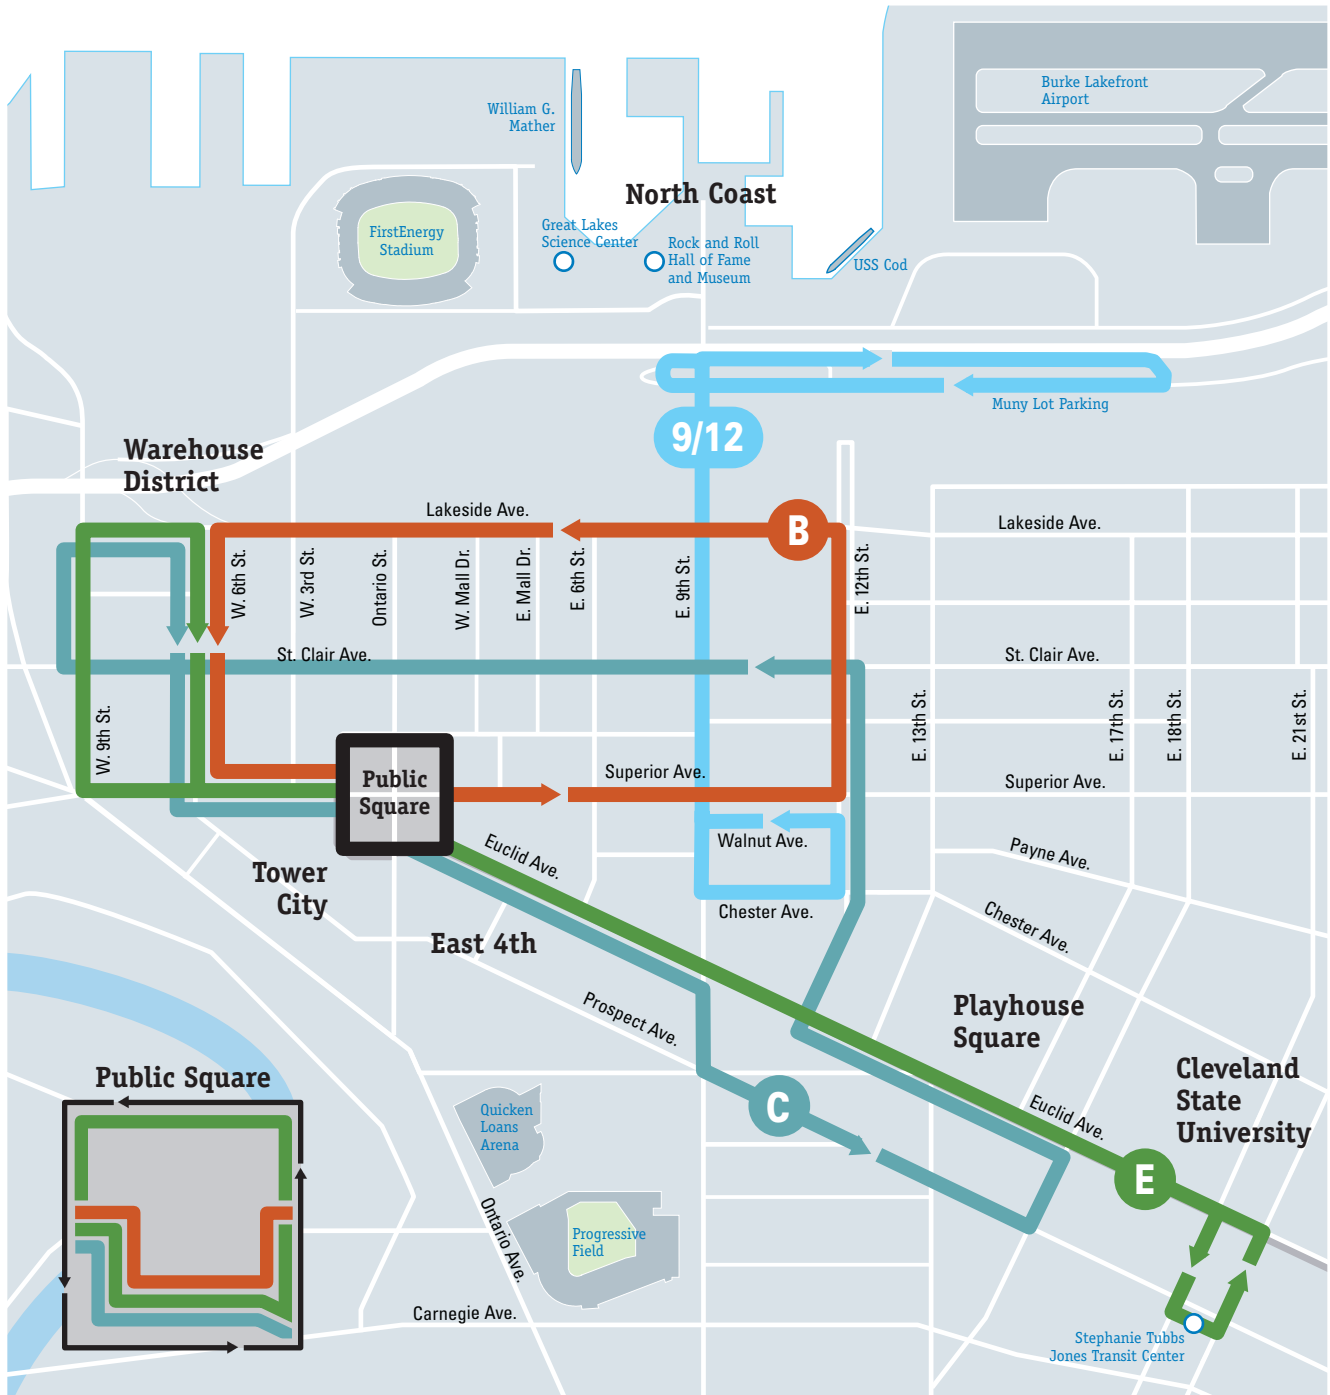 Burke Lakefront
Airport
William G.
Mather
North Coast
FirstEnergy
Stadium
Great Lakes
Science Center
Rock and Roll
Hall of Fame
and Museum
USS Cod
Muny Lot Parking
9/12
Warehouse
District
Lakeside Ave.
B
Lakeside Ave.
W. 6th St.
W. 3rd St.
Ontario St.
W. Mall Dr.
E. Mall Dr.
E. 6th St.
E. 9th St.
E. 12th St.
St. Clair Ave.
St. Clair Ave.
W. 9th St.
E. 13th St.
E. 17th St.
E. 18th St.
E. 21st St.
Public
Square
Superior Ave.
Superior Ave.
Walnut Ave.
Euclid Ave.
Payne Ave.
Tower
City
Chester Ave.
Chester Ave.
East 4th
Prospect Ave.
Playhouse
Square
Cleveland
State
University
Public Square
C
Euclid Ave.
Quicken
Loans
Arena
E
Ontario Ave.
Progressive
Field
Carnegie Ave.
Stephanie Tubbs
Jones Transit Center